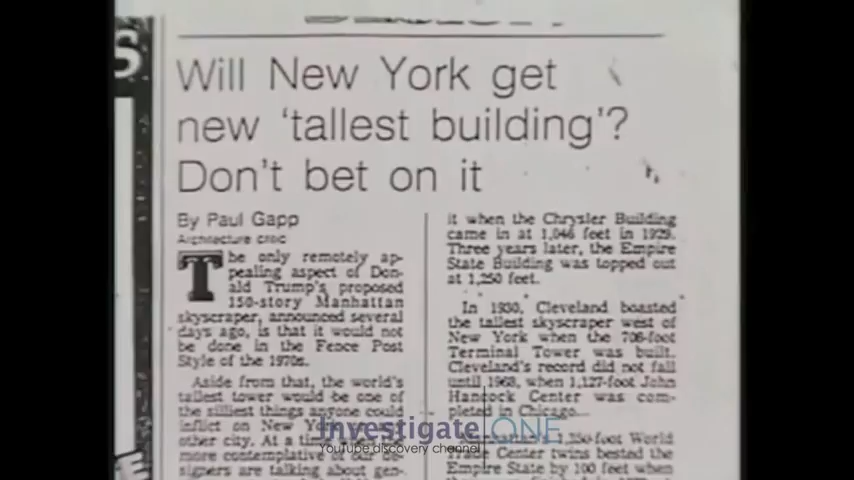 Will New York get
new 'tallest building'?
Don't bet on it
By Paul Gapp
Architecture critic
The only remotely ap-
pealing aspect of Don-
ald Trump's proposed
150-story Manhattan
skyscraper, announced several
days ago, is that it would not
be done in the Fence Post
Style of the 1970s.
Aside from that, the world's
tallest tower would be one of
the silliest things anyone could
inflict on New
other city. At a
more contemplative of our
signers are talking about gen-
it when the Chrysler Building
came in at 1,046 feet in 1929.
Three years later, the Empire
State Building was topped out
at 1,250 feet.
In 1930, Cleveland boasted
the tallest skyscraper west of
New York when the 708-foot
Terminal Tower was built.
Cleveland's record did not fall
until 1968, when 1,127-foot John
Hancock Center was com-
pleted in Chicago.
World
Trade Center twins bested the
Empire State by 100 feet when
Investigate ONE
YouTube discovery channel